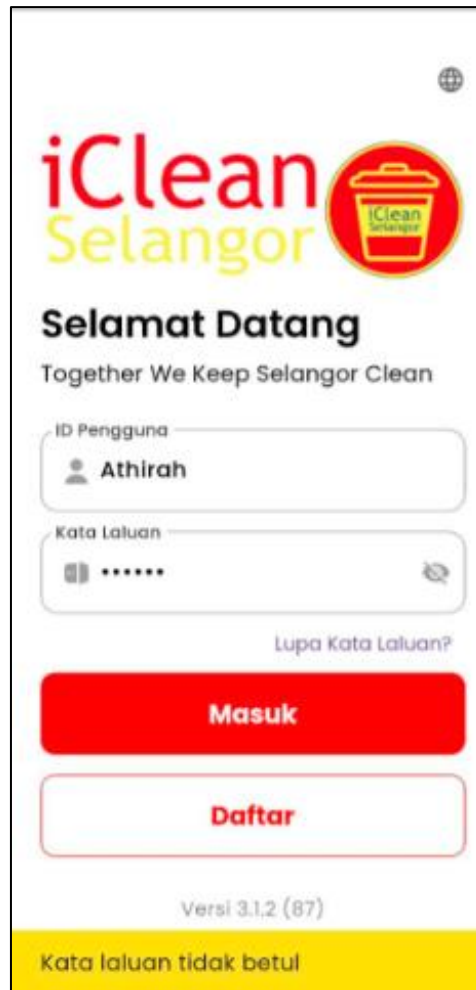 iClean
Selangor
iClean
Selangor
Selamat Datang
Together We Keep Selangor Clean
ID Pengguna
Athirah
Kata Laluan
••••••
Lupa Kata Laluan?
Masuk
Daftar
Versi 3.1.2 (87)
Kata laluan tidak betul